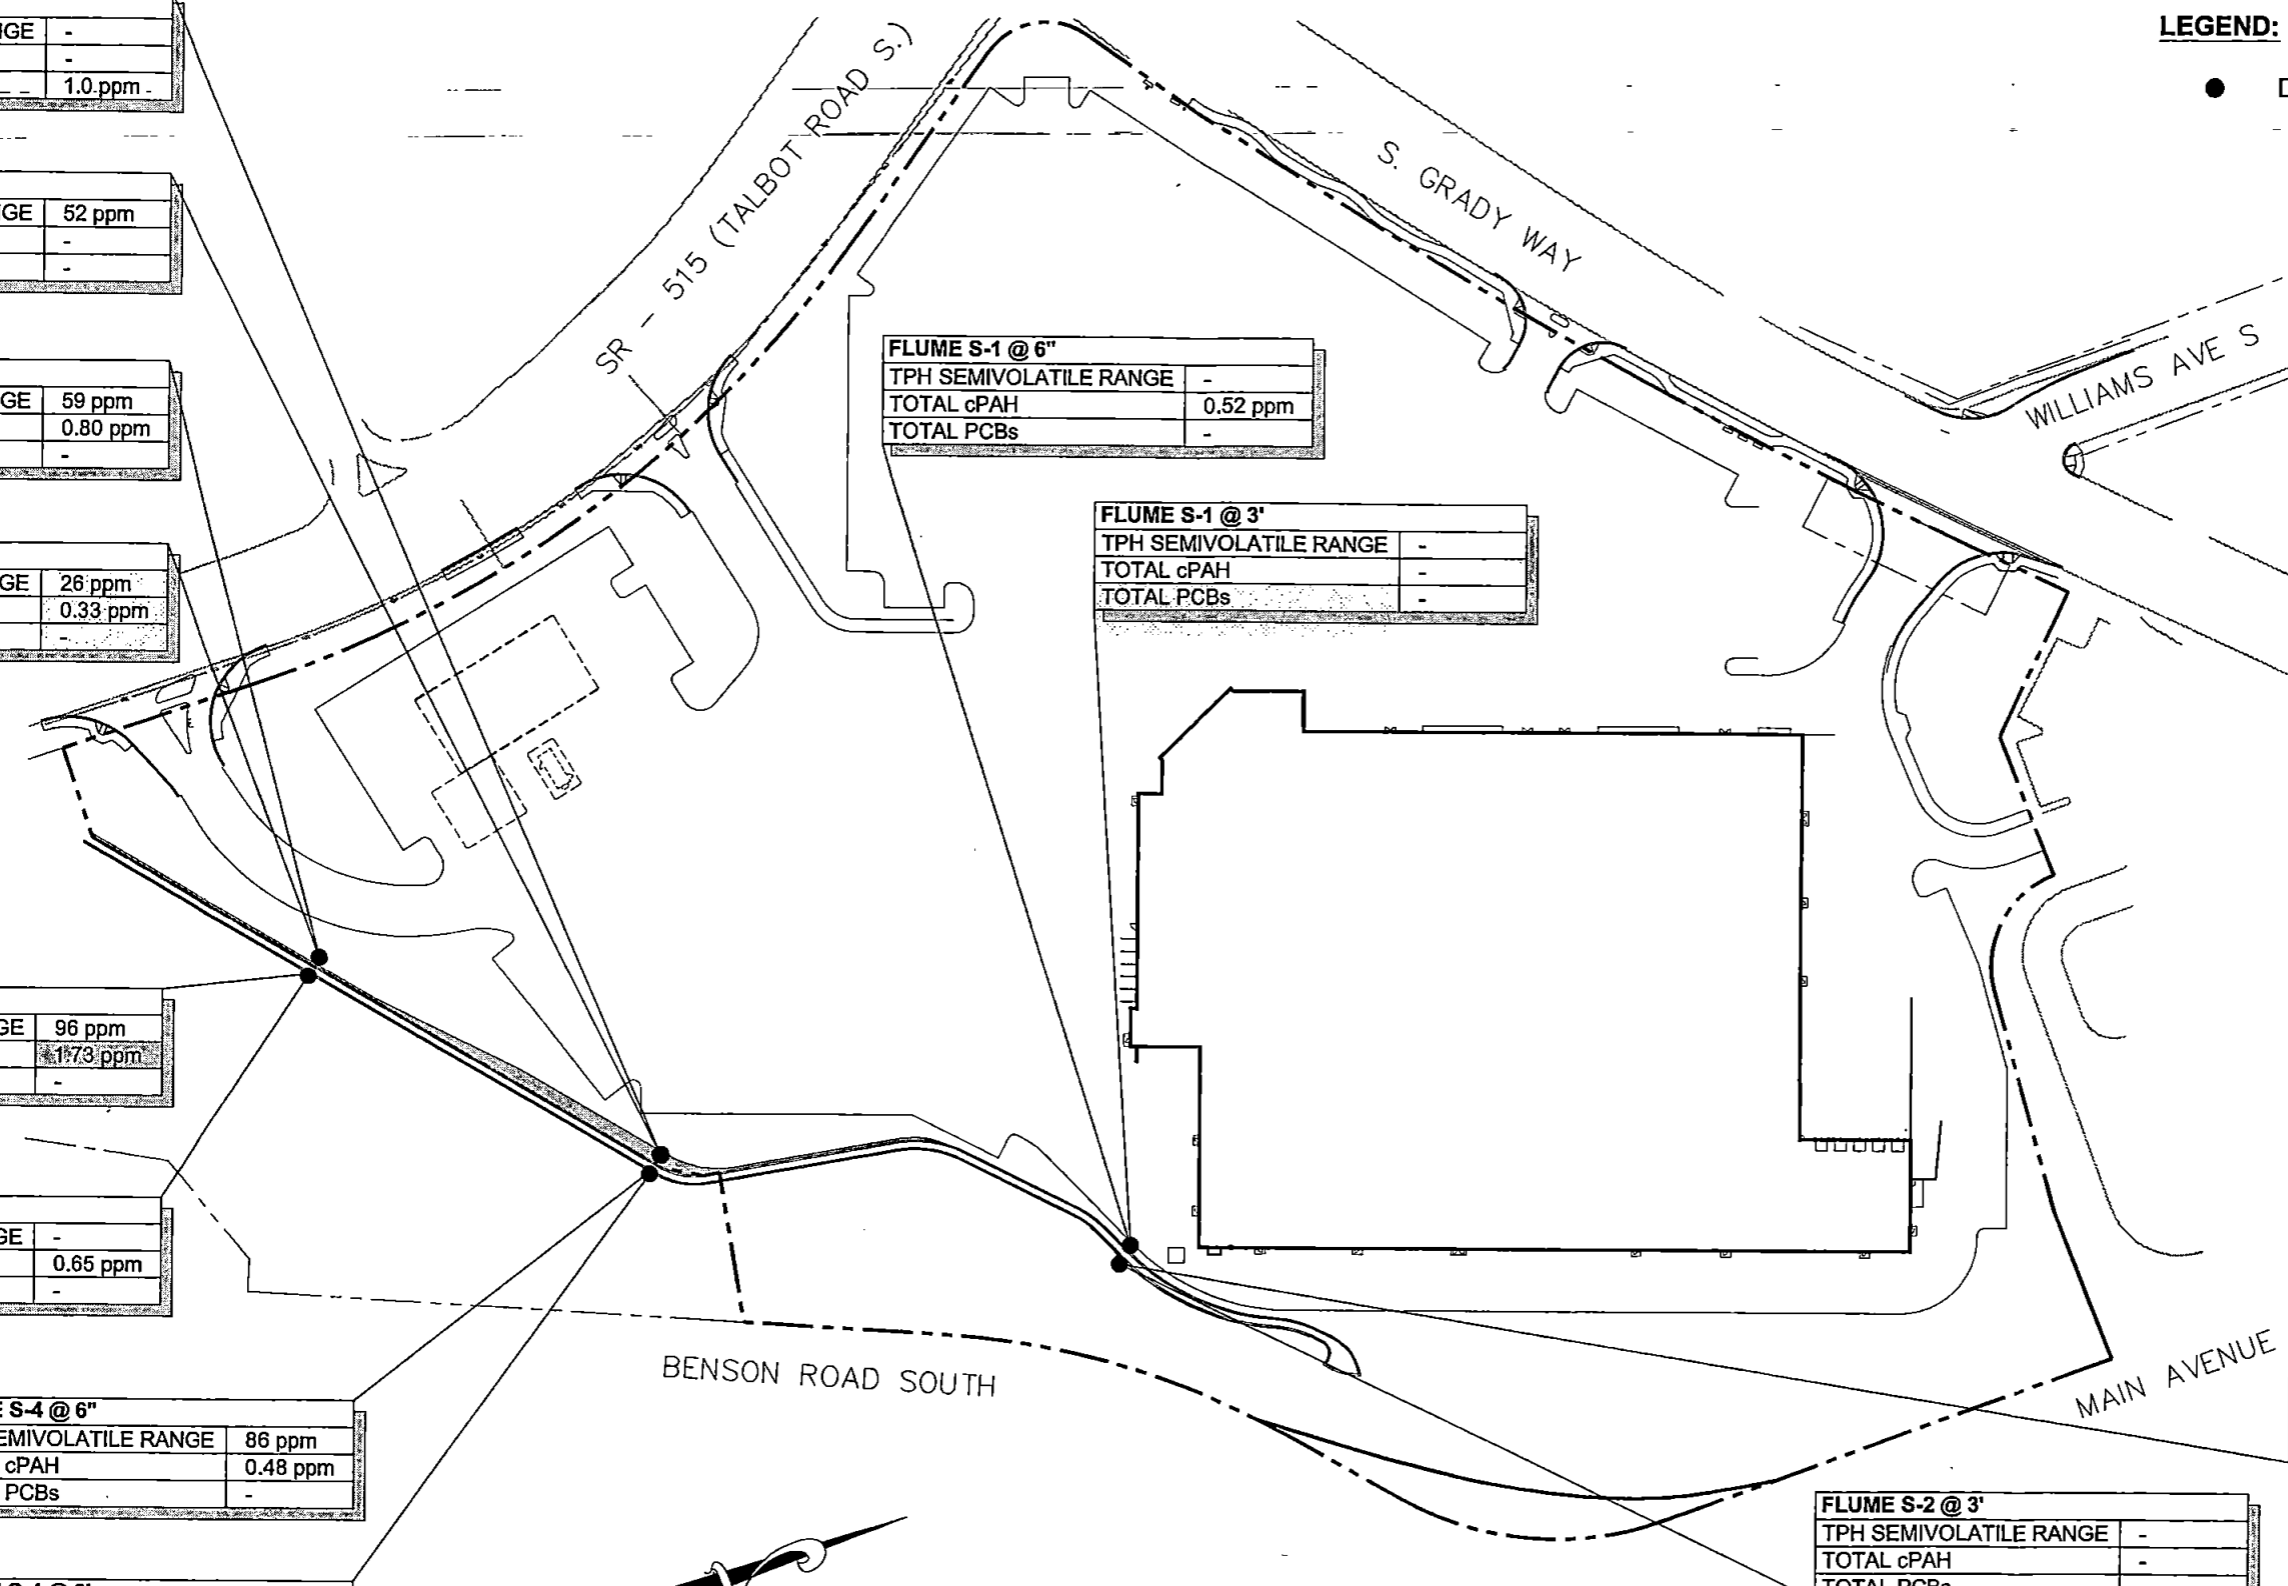 LEGEND:
GE -
-
1.0 ppm
GE 52 ppm
-
-
SR - 515 (TALBOT ROAD S.)
S. GRADY WAY
WILLIAMS AVE S
FLUME S-1 @ 6"
TPH SEMIVOLATILE RANGE -
TOTAL cPAH 0.52 ppm
TOTAL PCBs -
GE 59 ppm
0.80 ppm
-
FLUME S-1 @ 3'
TPH SEMIVOLATILE RANGE -
TOTAL cPAH -
TOTAL PCBs -
GE 26 ppm
0.33 ppm
-
GE 96 ppm
1.73 ppm
-
GE -
0.65 ppm
-
BENSON ROAD SOUTH
MAIN AVENUE
S-4 @ 6"
EMIVOLATILE RANGE 86 ppm
cPAH 0.48 ppm
PCBs -
FLUME S-2 @ 3'
TPH SEMIVOLATILE RANGE -
TOTAL cPAH -
TOTAL PCBs